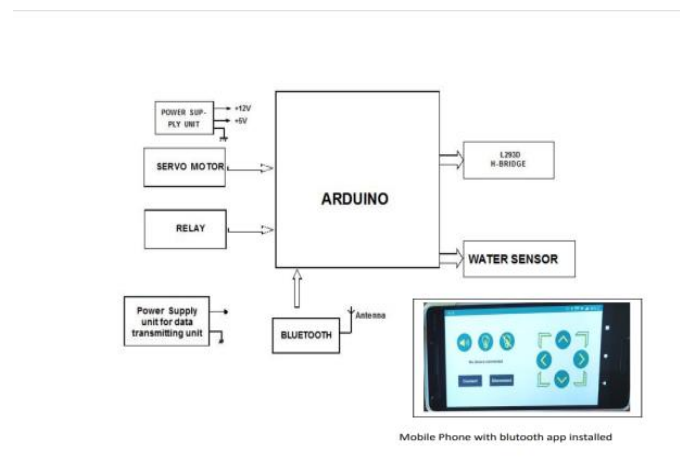 POWER SUP-
PLY UNIT
+12V
+5V
SERVO MOTOR
RELAY
ARDUINO
L293D
H-BRIDGE
WATER SENSOR
Power Supply
unit for data
transmitting unit
BLUETOOTH
Antenna
Connect
Disconnect
Mobile Phone with blutooth app installed